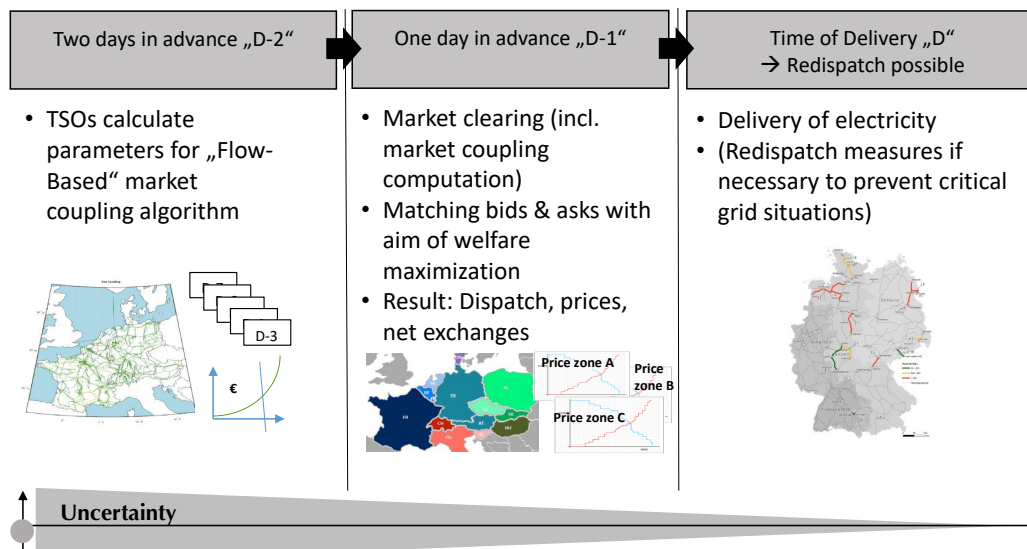 Two days in advance „D-2“
One day in advance „D-1“
Time of Delivery „D“
→ Redispatch possible
• TSOs calculate
parameters for „Flow-
Based“ market
coupling algorithm
D-3
€
• Market clearing (incl.
market coupling
computation)
• Matching bids & asks with
aim of welfare
maximization
• Result: Dispatch, prices,
net exchanges
FR
DE
PL
CH
AT
HU
Price zone A
Price zone B
Price zone C
• Delivery of electricity
• (Redispatch measures if
necessary to prevent critical
grid situations)
Uncertainty